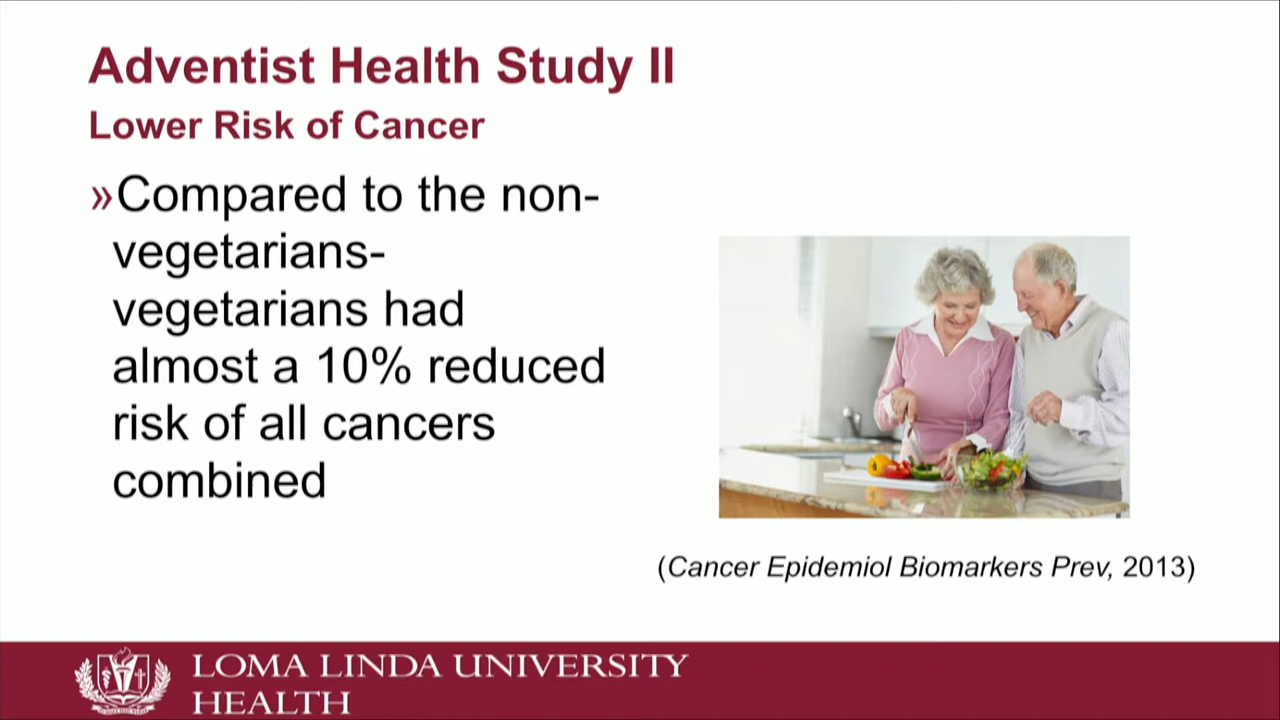 Adventist Health Study II
Lower Risk of Cancer
»Compared to the non-
vegetarians-
vegetarians had
almost a 10% reduced
risk of all cancers
combined
(Cancer Epidemiol Biomarkers Prev, 2013)
LOMA LINDA UNIVERSITY
HEALTH